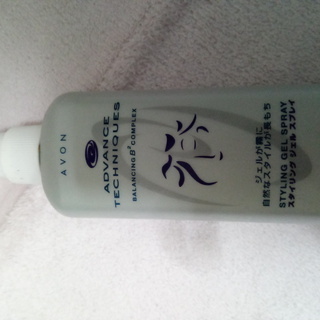 AVON
ADVANCE
TECHNIQUES
BALANCING B⁵ COMPLEX
ジェルが霧に
自然なスタイルが長もち
STYLING GEL SPRAY
スタイリング ジェル スプレイ